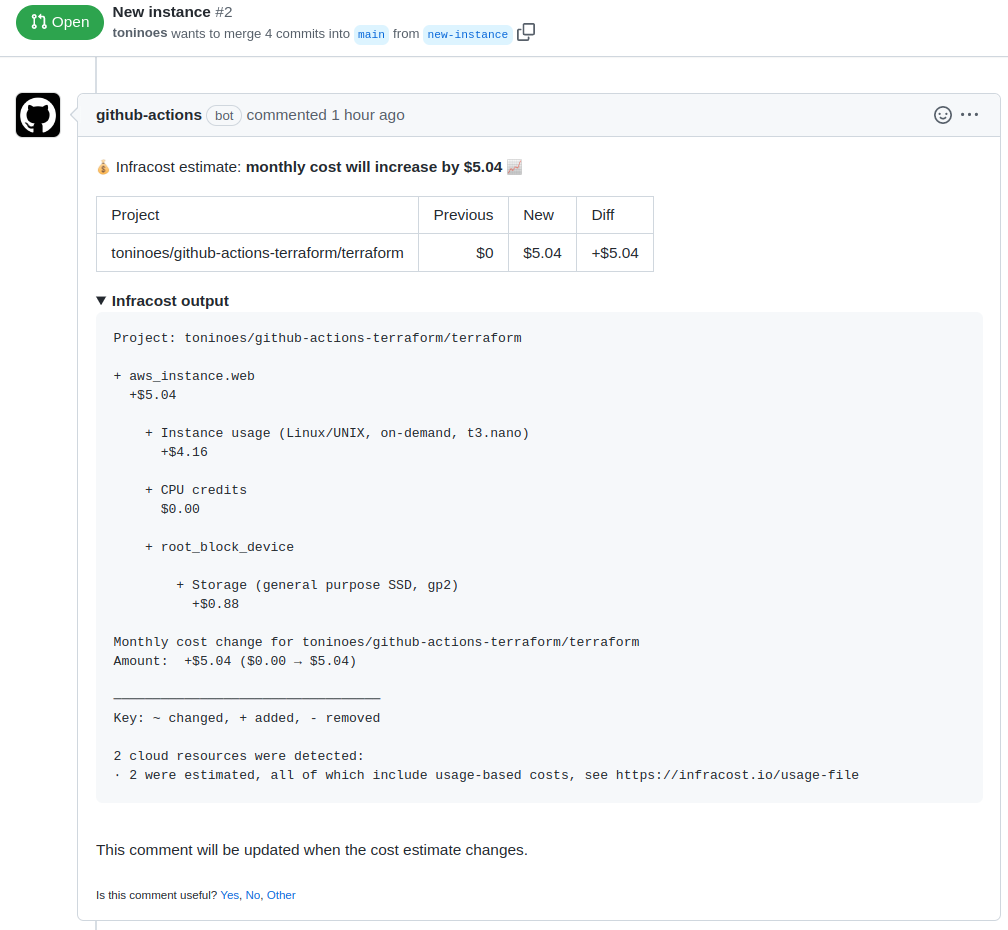 Open
New instance #2
toninoes wants to merge 4 commits into main from new-instance
github-actions bot commented 1 hour ago
💰 Infracost estimate: monthly cost will increase by $5.04 📈
Project Previous New Diff
toninoes/github-actions-terraform/terraform $0 $5.04 +$5.04
▼ Infracost output
Project: toninoes/github-actions-terraform/terraform
+ aws_instance.web
+$5.04
+ Instance usage (Linux/UNIX, on-demand, t3.nano)
+$4.16
+ CPU credits
$0.00
+ root_block_device
+ Storage (general purpose SSD, gp2)
+$0.88
Monthly cost change for toninoes/github-actions-terraform/terraform
Amount:  +$5.04 ($0.00 → $5.04)
──────────────────────────────────
Key: ~ changed, + added, - removed
2 cloud resources were detected:
· 2 were estimated, all of which include usage-based costs, see https://infracost.io/usage-file
This comment will be updated when the cost estimate changes.
Is this comment useful? Yes, No, Other